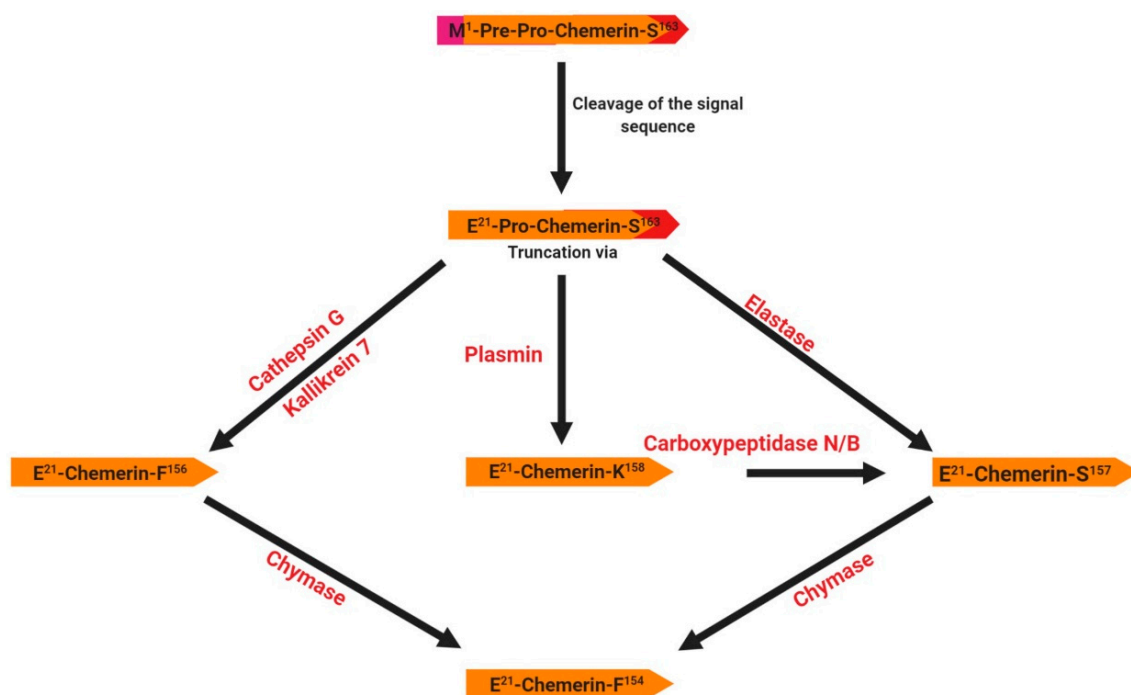 M¹-Pre-Pro-Chemerin-S¹⁶³
Cleavage of the signal
sequence
E²¹-Pro-Chemerin-S¹⁶³
Truncation via
Cathepsin G
Kallikrein 7
Plasmin
Elastase
Carboxypeptidase N/B
E²¹-Chemerin-F¹⁵⁶
E²¹-Chemerin-K¹⁵⁸
E²¹-Chemerin-S¹⁵⁷
Chymase
Chymase
E²¹-Chemerin-F¹⁵⁴